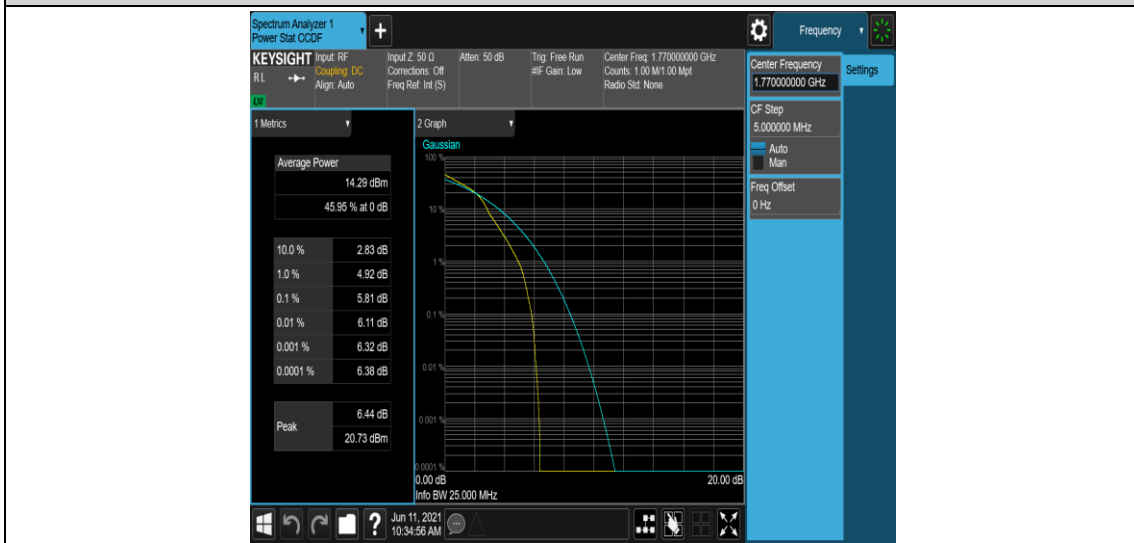 Spectrum Analyzer 1
Power Stat CCDF
+
Frequency
KEYSIGHT
R L
LXI
Input: RF
Coupling: DC
Align: Auto
Input Z: 50 Ω
Corrections: Off
Freq Ref: Int (S)
Atten: 50 dB
Trig: Free Run
#IF Gain: Low
Center Freq: 1.770000000 GHz
Counts: 1.00 M/1.00 Mpt
Radio Std: None
Center Frequency
1.770000000 GHz
Settings
CF Step
5.000000 MHz
Auto
Man
Freq Offset
0 Hz
1 Metrics
Average Power
14.29 dBm
45.95 % at 0 dB
10.0 % 2.83 dB
1.0 % 4.92 dB
0.1 % 5.81 dB
0.01 % 6.11 dB
0.001 % 6.32 dB
0.0001 % 6.38 dB
Peak
6.44 dB
20.73 dBm
2 Graph
Gaussian
100 %
10 %
1 %
0.1 %
0.01 %
0.001 %
0.0001 %
0.00 dB 20.00 dB
Info BW 25.000 MHz
?
Jun 11, 2021
10:34:56 AM